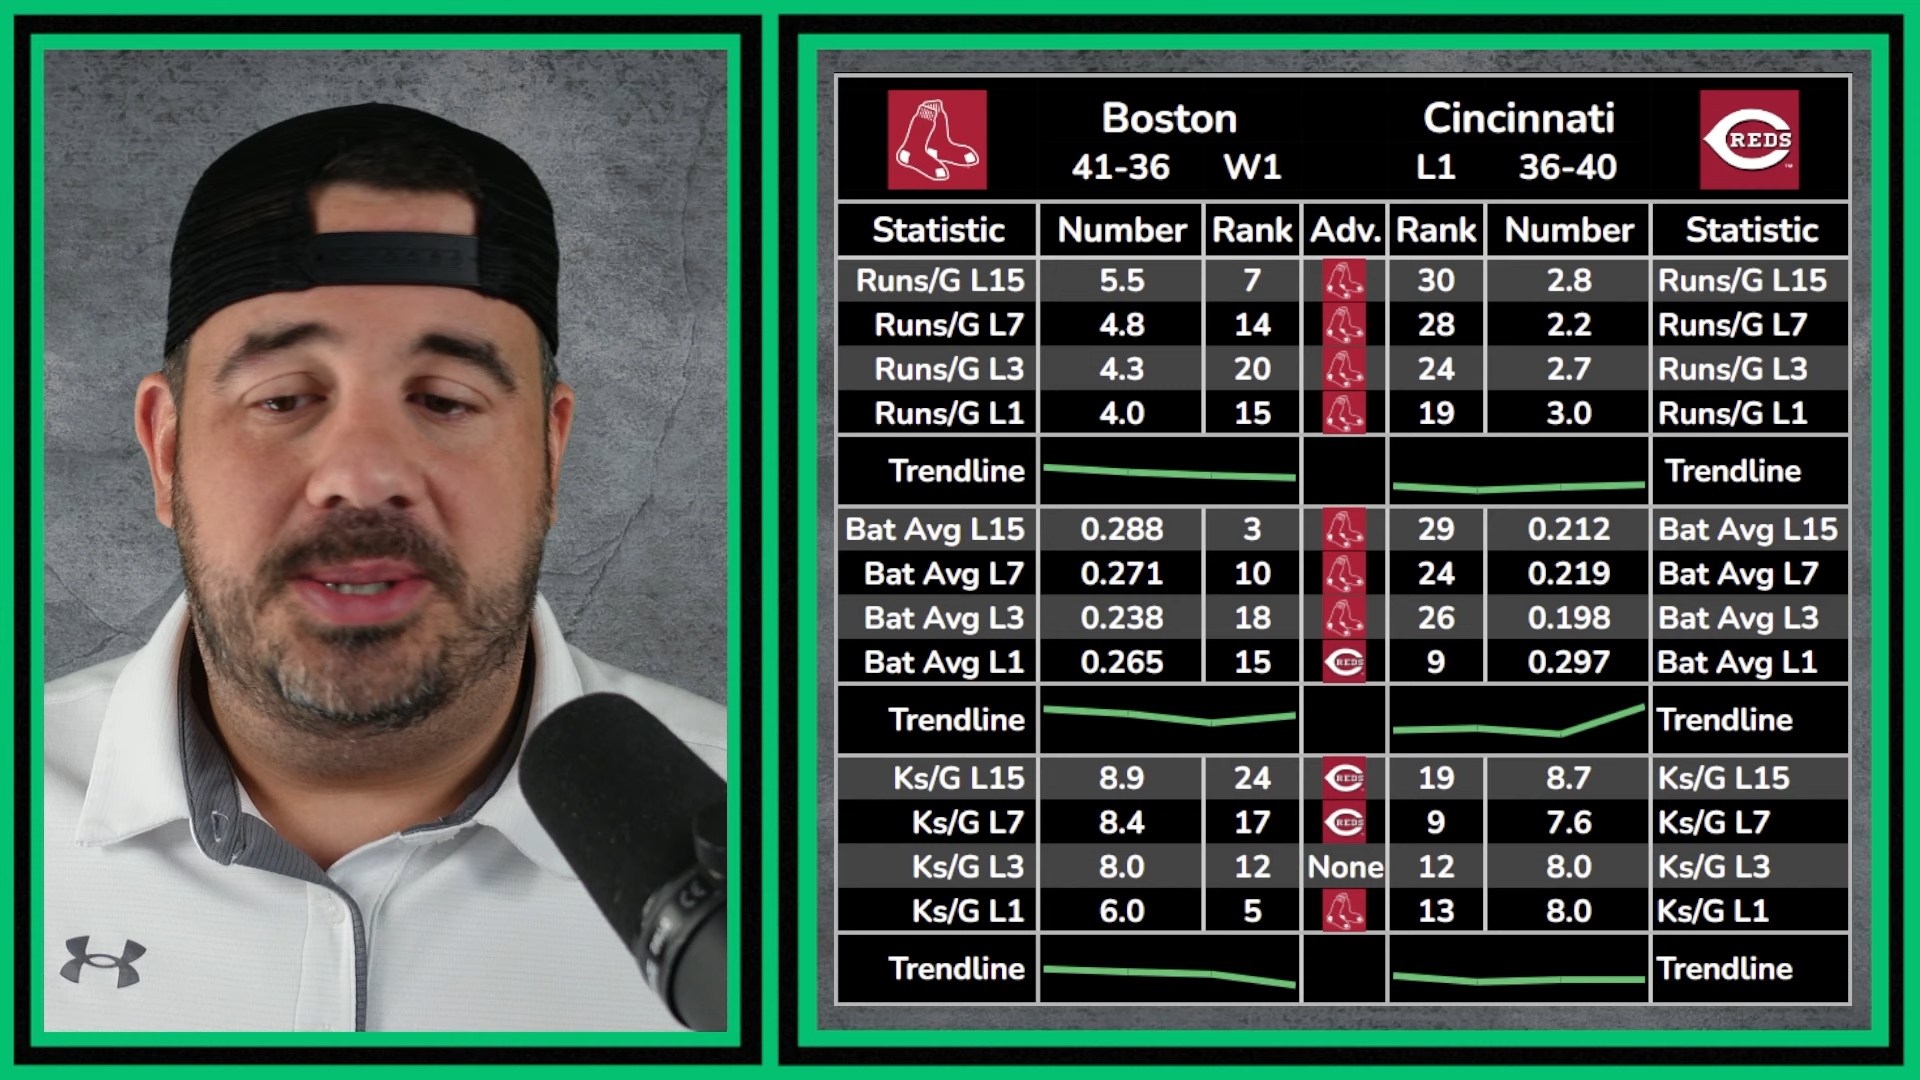 Boston Cincinnati
41-36 W1 L1 36-40
REDS
Statistic Number Rank Adv. Rank Number Statistic
Runs/G L15 5.5 7 30 2.8 Runs/G L15
Runs/G L7 4.8 14 28 2.2 Runs/G L7
Runs/G L3 4.3 20 24 2.7 Runs/G L3
Runs/G L1 4.0 15 19 3.0 Runs/G L1
Trendline Trendline
Bat Avg L15 0.288 3 29 0.212 Bat Avg L15
Bat Avg L7 0.271 10 24 0.219 Bat Avg L7
Bat Avg L3 0.238 18 26 0.198 Bat Avg L3
Bat Avg L1 0.265 15 REDS 9 0.297 Bat Avg L1
Trendline Trendline
Ks/G L15 8.9 24 REDS 19 8.7 Ks/G L15
Ks/G L7 8.4 17 REDS 9 7.6 Ks/G L7
Ks/G L3 8.0 12 None 12 8.0 Ks/G L3
Ks/G L1 6.0 5 13 8.0 Ks/G L1
Trendline Trendline